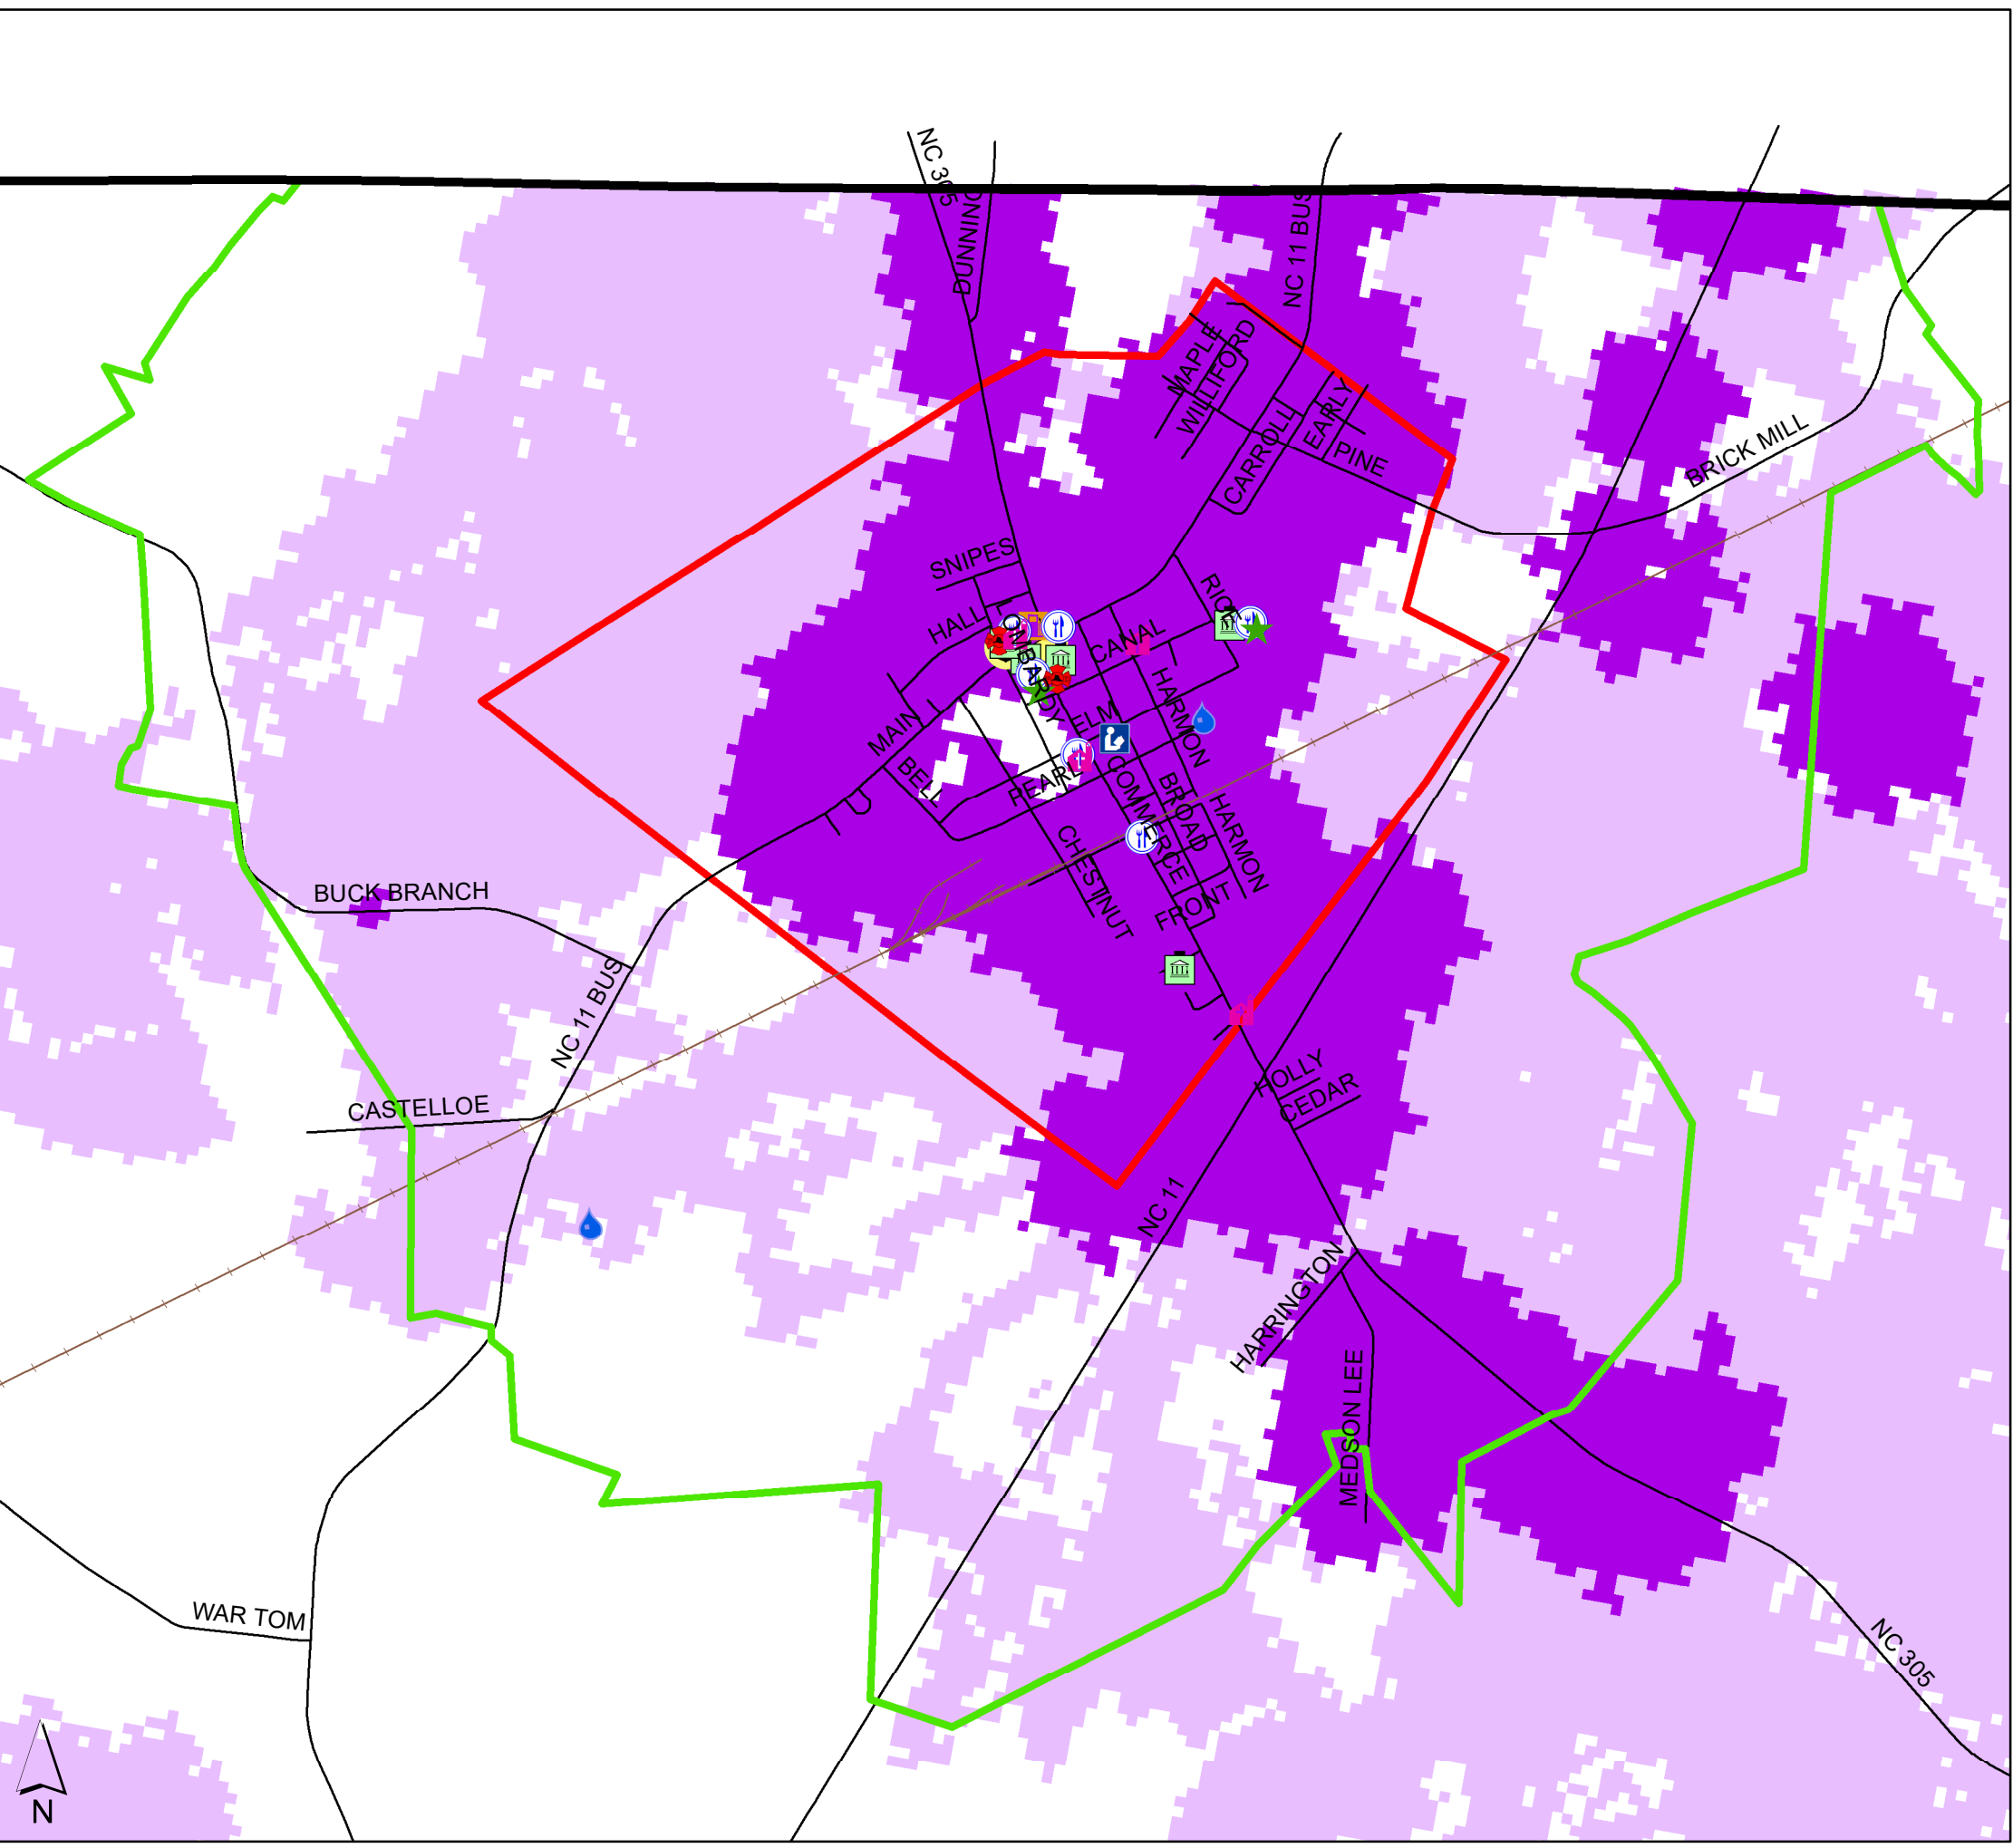 NC 305
DUNNING
NC 11 BUS
MAPLE
WILLIFORD
EARLY
CARROLL
PINE
BRICK MILL
SNIPES
RICE
HALL
LOMBARDY
CANAL
HARMON
MAIN
ELM
BELL
PEARL
COMMERCE
BROAD
HARMON
CHESTNUT
FRONT
BUCK BRANCH
NC 11 BUS
HOLLY
CEDAR
CASTELLOE
NC 11
HARRINGTON
MEDSON LEE
WAR TOM
NC 305
N